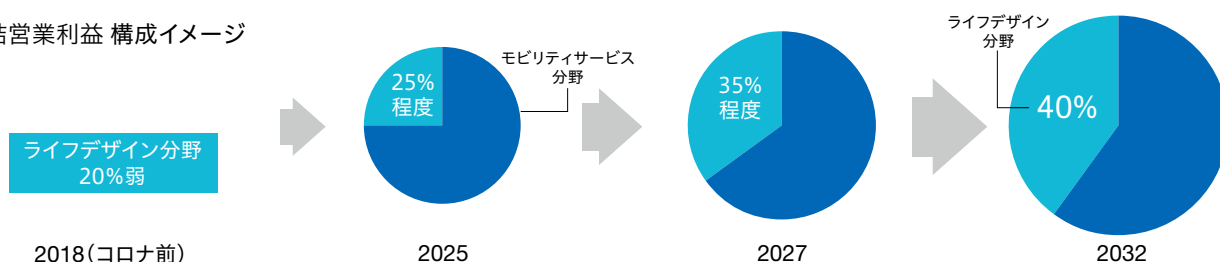 営業利益 構成イメージ
ライフデザイン分野
20%弱
2018(コロナ前)
25%
程度
モビリティサービス
分野
2025
35%
程度
2027
ライフデザイン
分野
40%
2032